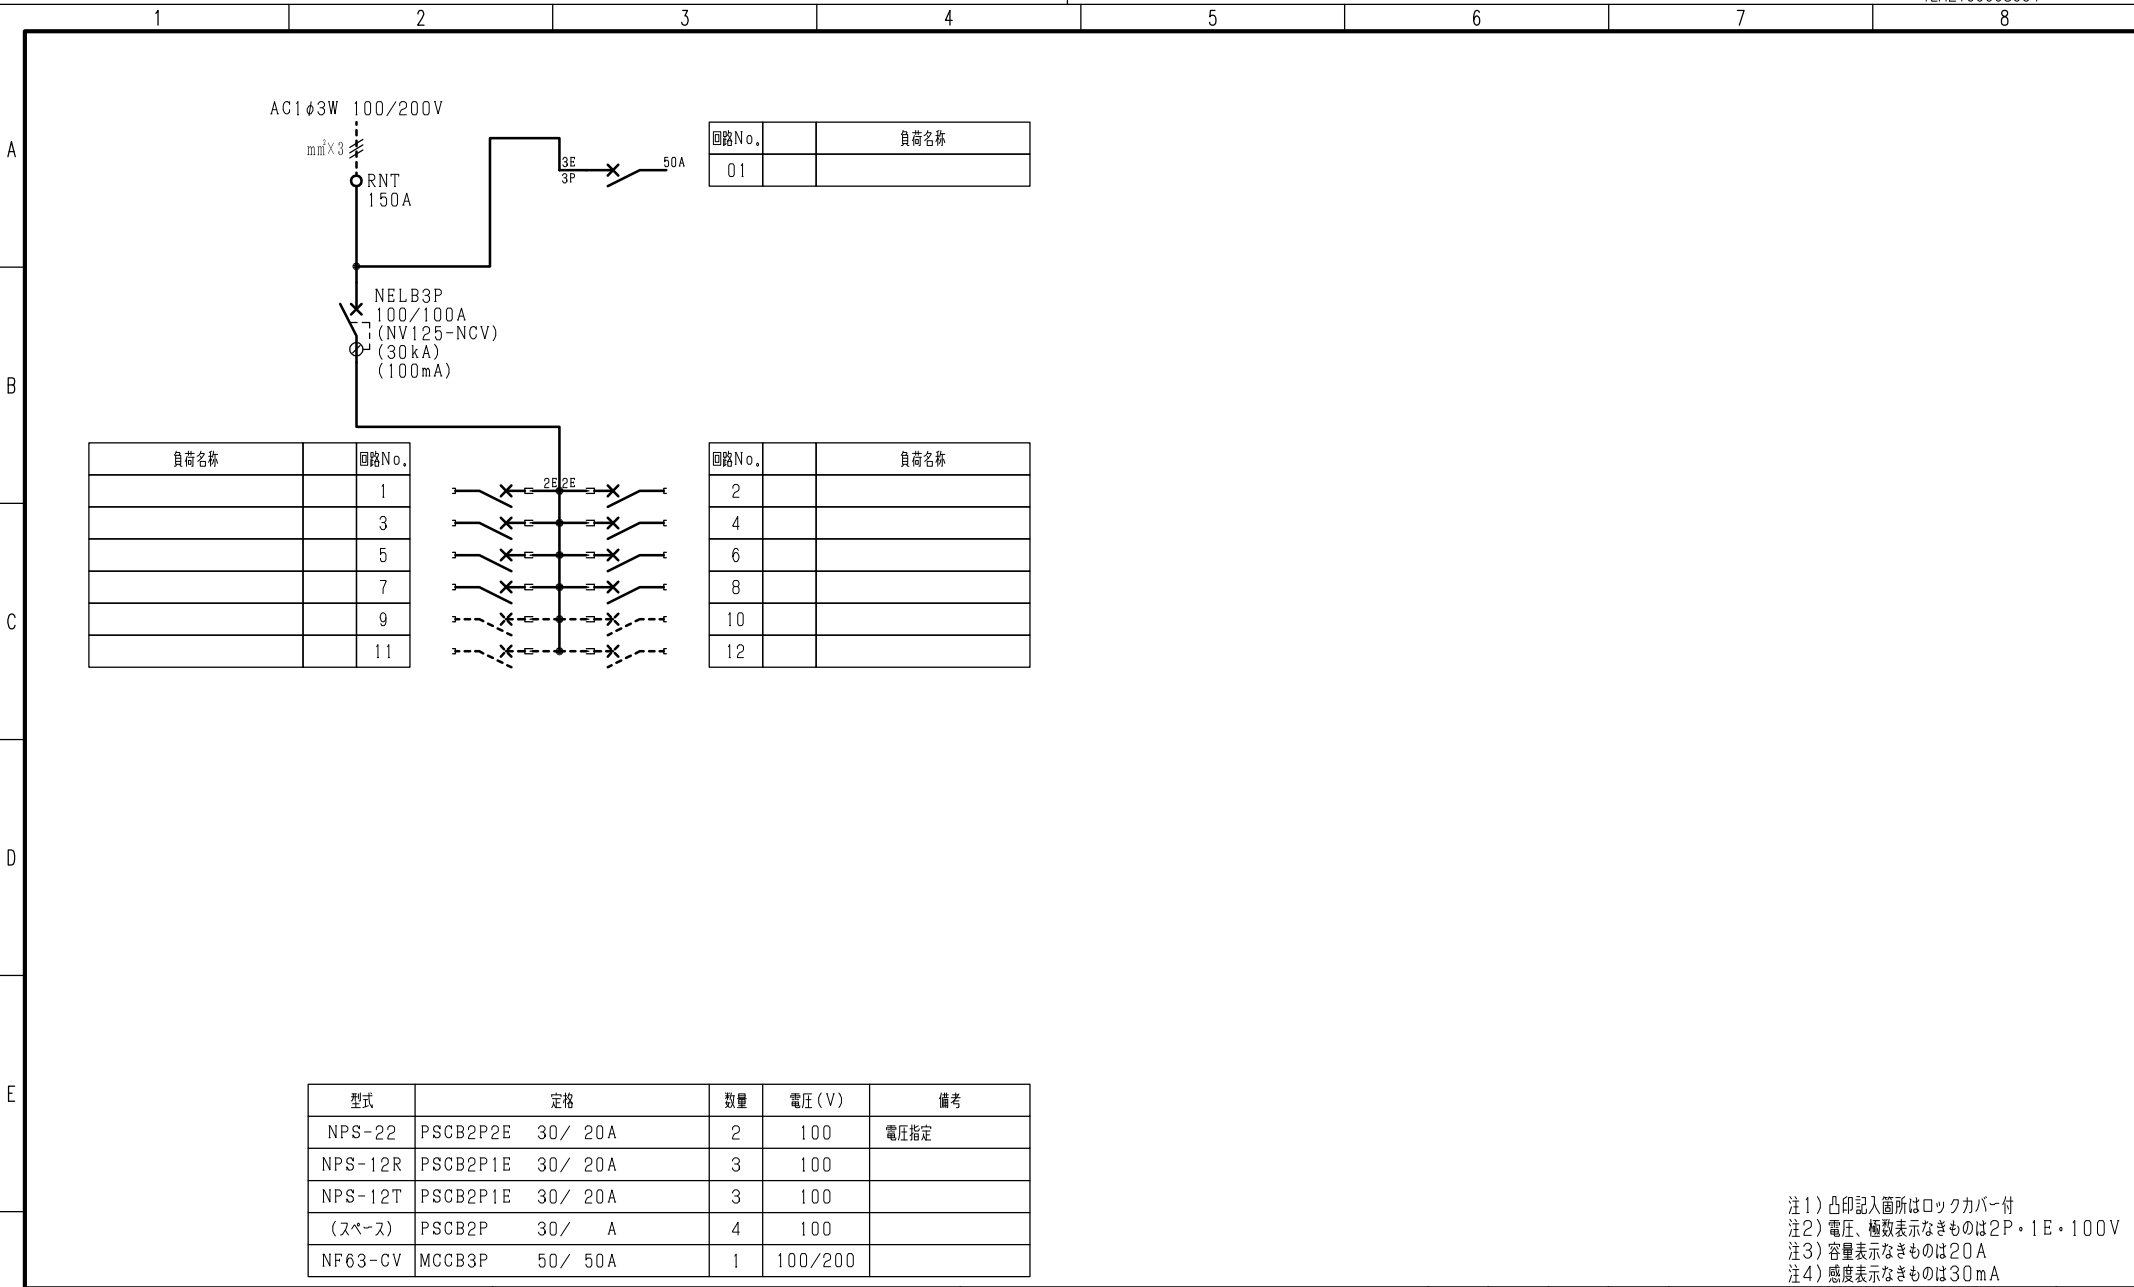 1 2 3 4 5 6 7 8
A
B
C
D
E
AC1φ3W 100/200V
mm²×3
RNT
150A
3E
3P
50A
回路No. 負荷名称
01
NELB3P
100/100A
(NV125-NCV)
(30kA)
(100mA)
負荷名称 回路No.
1
3
5
7
9
11
2E 2E
回路No. 負荷名称
2
4
6
8
10
12
型式 定格 数量 電圧(V) 備考
NPS-22 PSCB2P2E 30/ 20A 2 100 電圧指定
NPS-12R PSCB2P1E 30/ 20A 3 100
NPS-12T PSCB2P1E 30/ 20A 3 100
(スペース) PSCB2P 30/ A 4 100
NF63-CV MCCB3P 50/ 50A 1 100/200
注1)凸印記入箇所はロックカバー付
注2)電圧、極数表示なきものは2P・1E・100V
注3)容量表示なきものは20A
注4)感度表示なきものは30mA